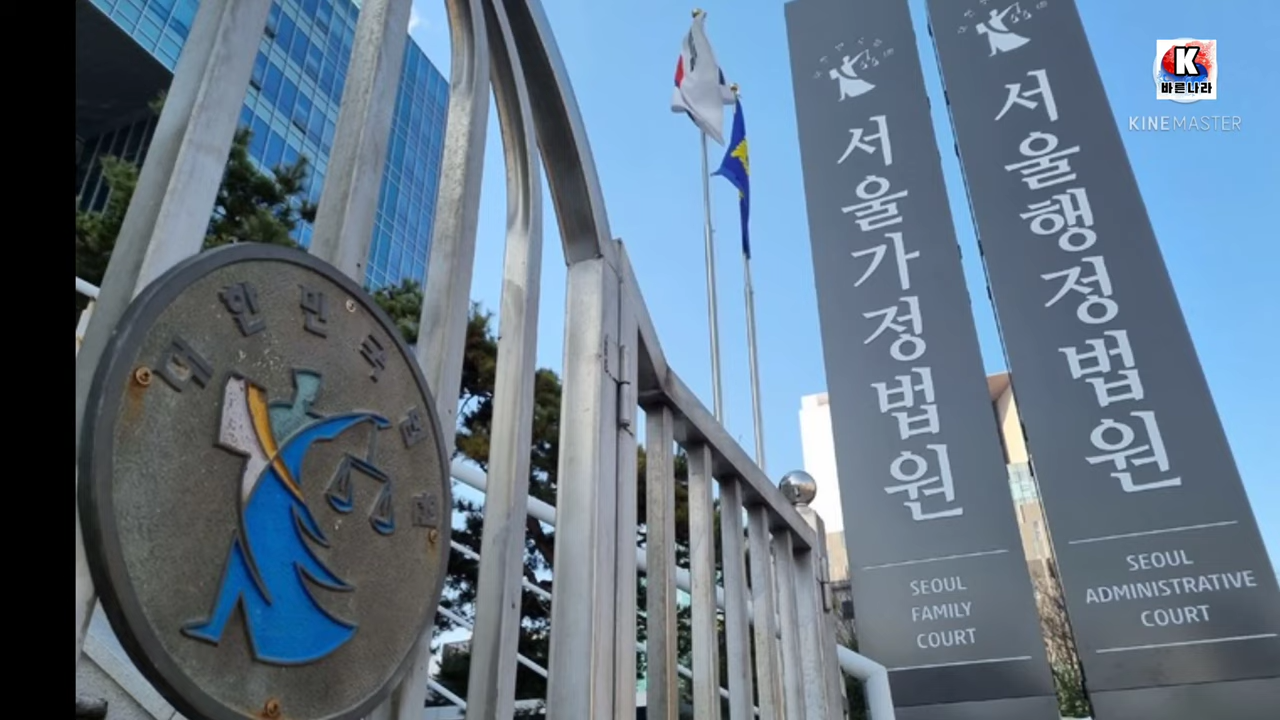 대한민국법원
서울가정법원
SEOUL
FAMILY
COURT
서울행정법원
SEOUL
ADMINISTRATIVE
COURT
K
바른나라
KINEMASTER